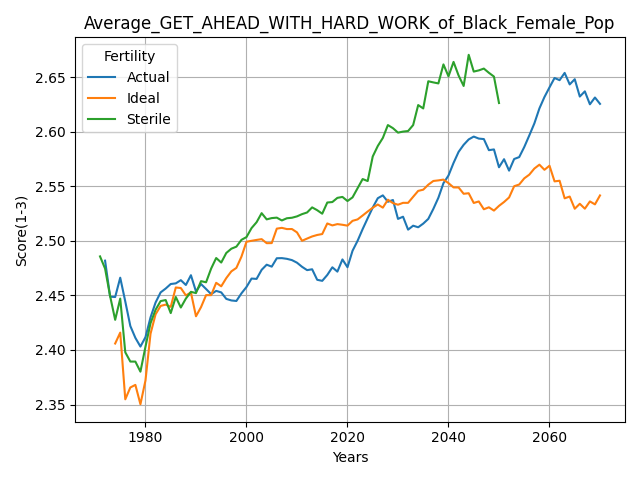 Average_GET_AHEAD_WITH_HARD_WORK_of_Black_Female_Pop
Fertility
Actual
Ideal
Sterile
Score(1-3)
2.65
2.60
2.55
2.50
2.45
2.40
2.35
1980 2000 2020 2040 2060
Years